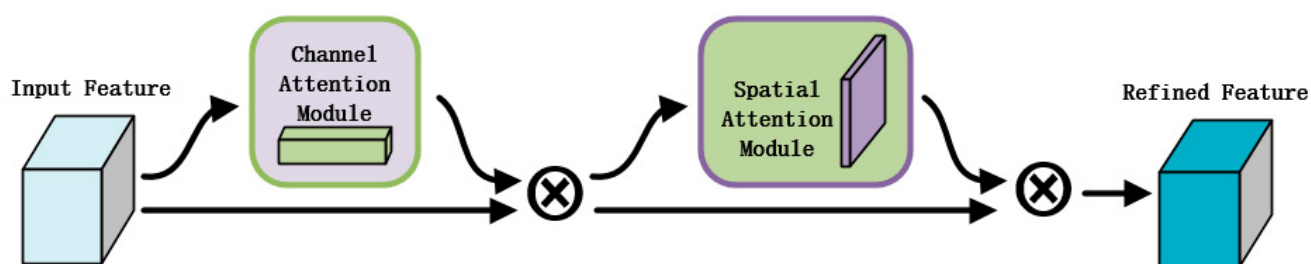 Input Feature
Channel
Attention
Module
Spatial
Attention
Module
Refined Feature